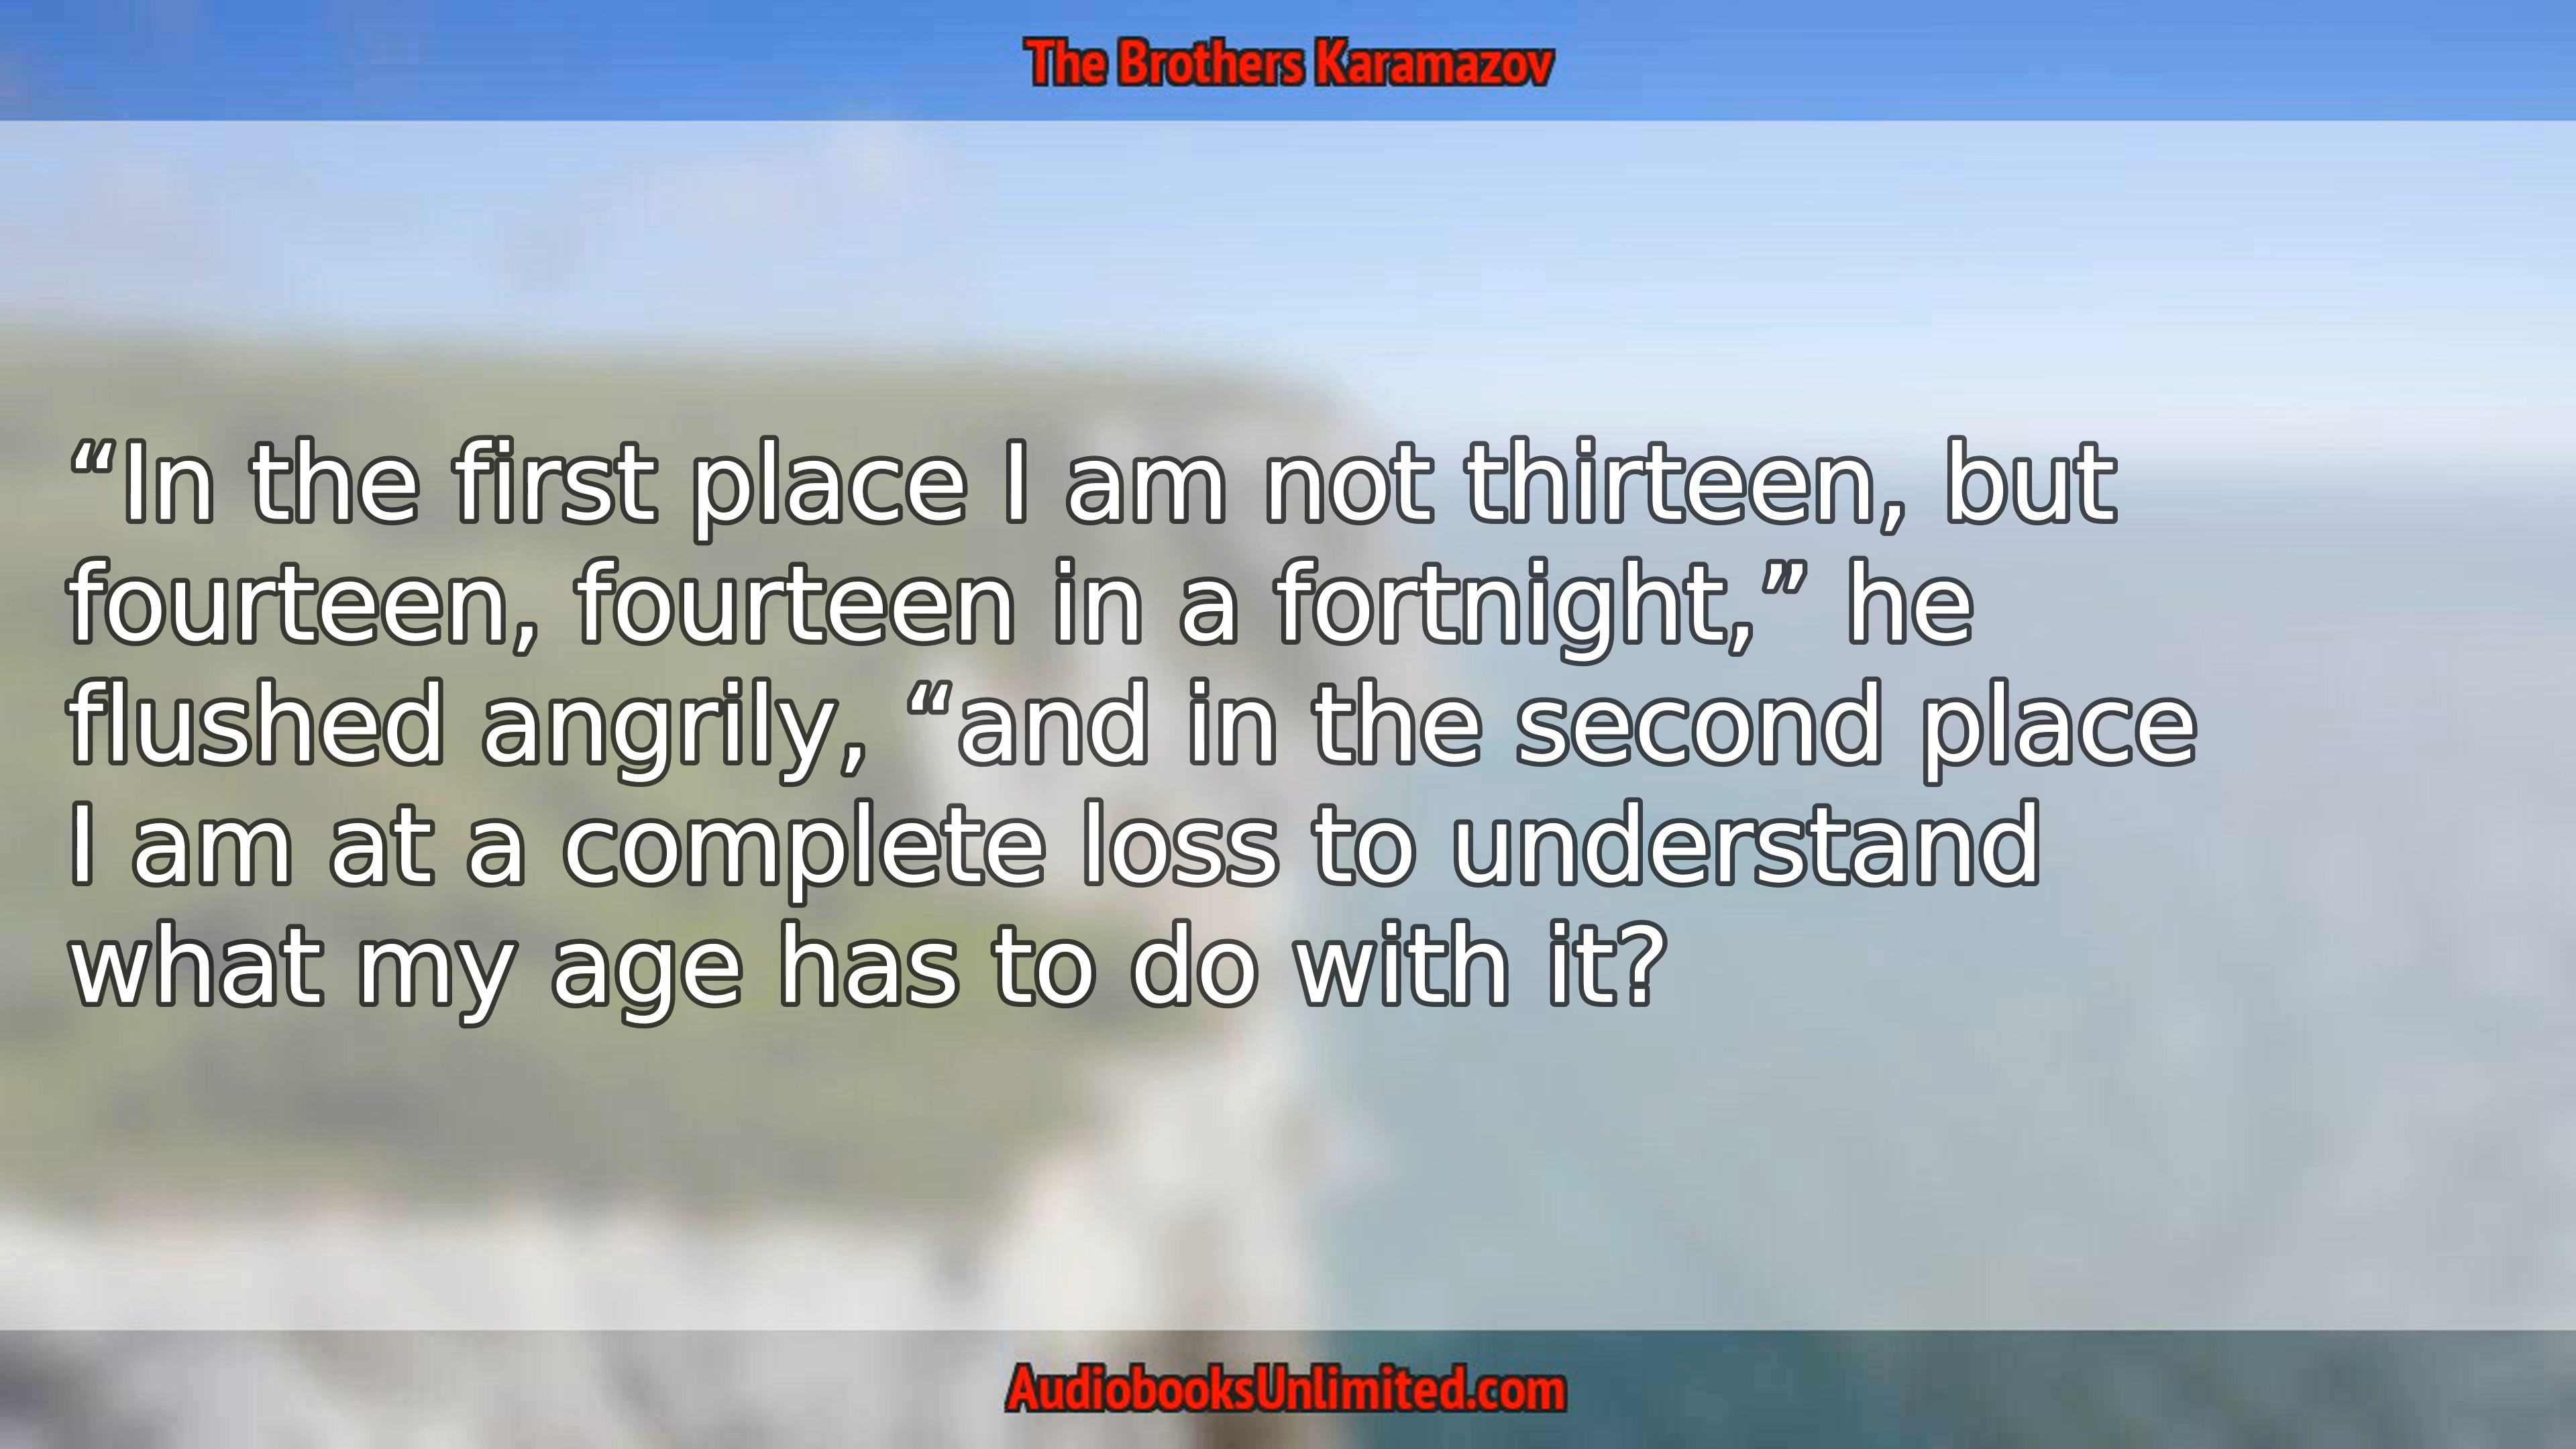 The Brothers Karamazov
“In the first place I am not thirteen, but
fourteen, fourteen in a fortnight,” he
flushed angrily, “and in the second place
I am at a complete loss to understand
what my age has to do with it?
AudiobooksUnlimited.com